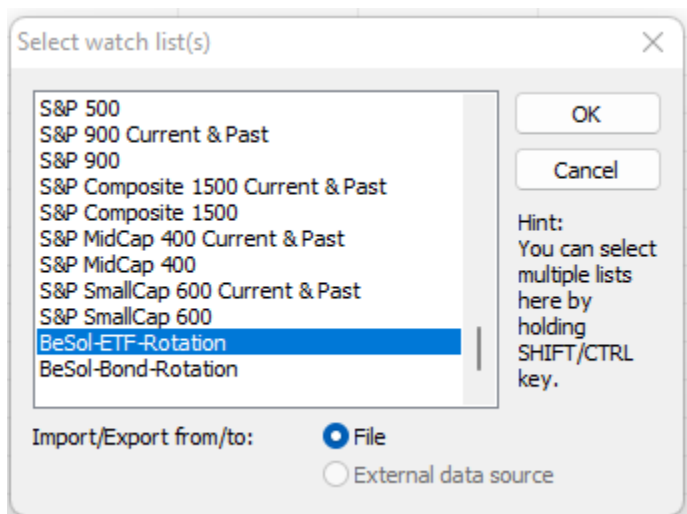 Select watch list(s)
S&P 500
S&P 900 Current & Past
S&P 900
S&P Composite 1500 Current & Past
S&P Composite 1500
S&P MidCap 400 Current & Past
S&P MidCap 400
S&P SmallCap 600 Current & Past
S&P SmallCap 600
BeSol-ETF-Rotation
BeSol-Bond-Rotation
OK
Cancel
Hint:
You can select
multiple lists
here by
holding
SHIFT/CTRL
key.
Import/Export from/to:
File
External data source